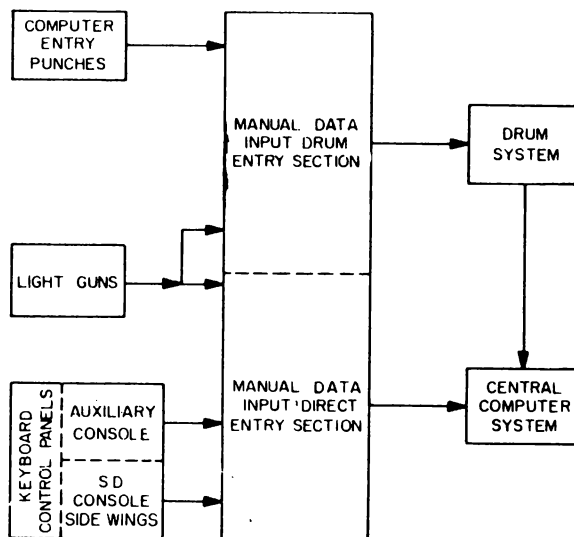 COMPUTER
ENTRY
PUNCHES
MANUAL DATA
INPUT DRUM
ENTRY SECTION
DRUM
SYSTEM
LIGHT GUNS
KEYBOARD
CONTROL PANELS
AUXILIARY
CONSOLE
SD
CONSOLE
SIDE WINGS
MANUAL DATA
INPUT DIRECT
ENTRY SECTION
CENTRAL
COMPUTER
SYSTEM